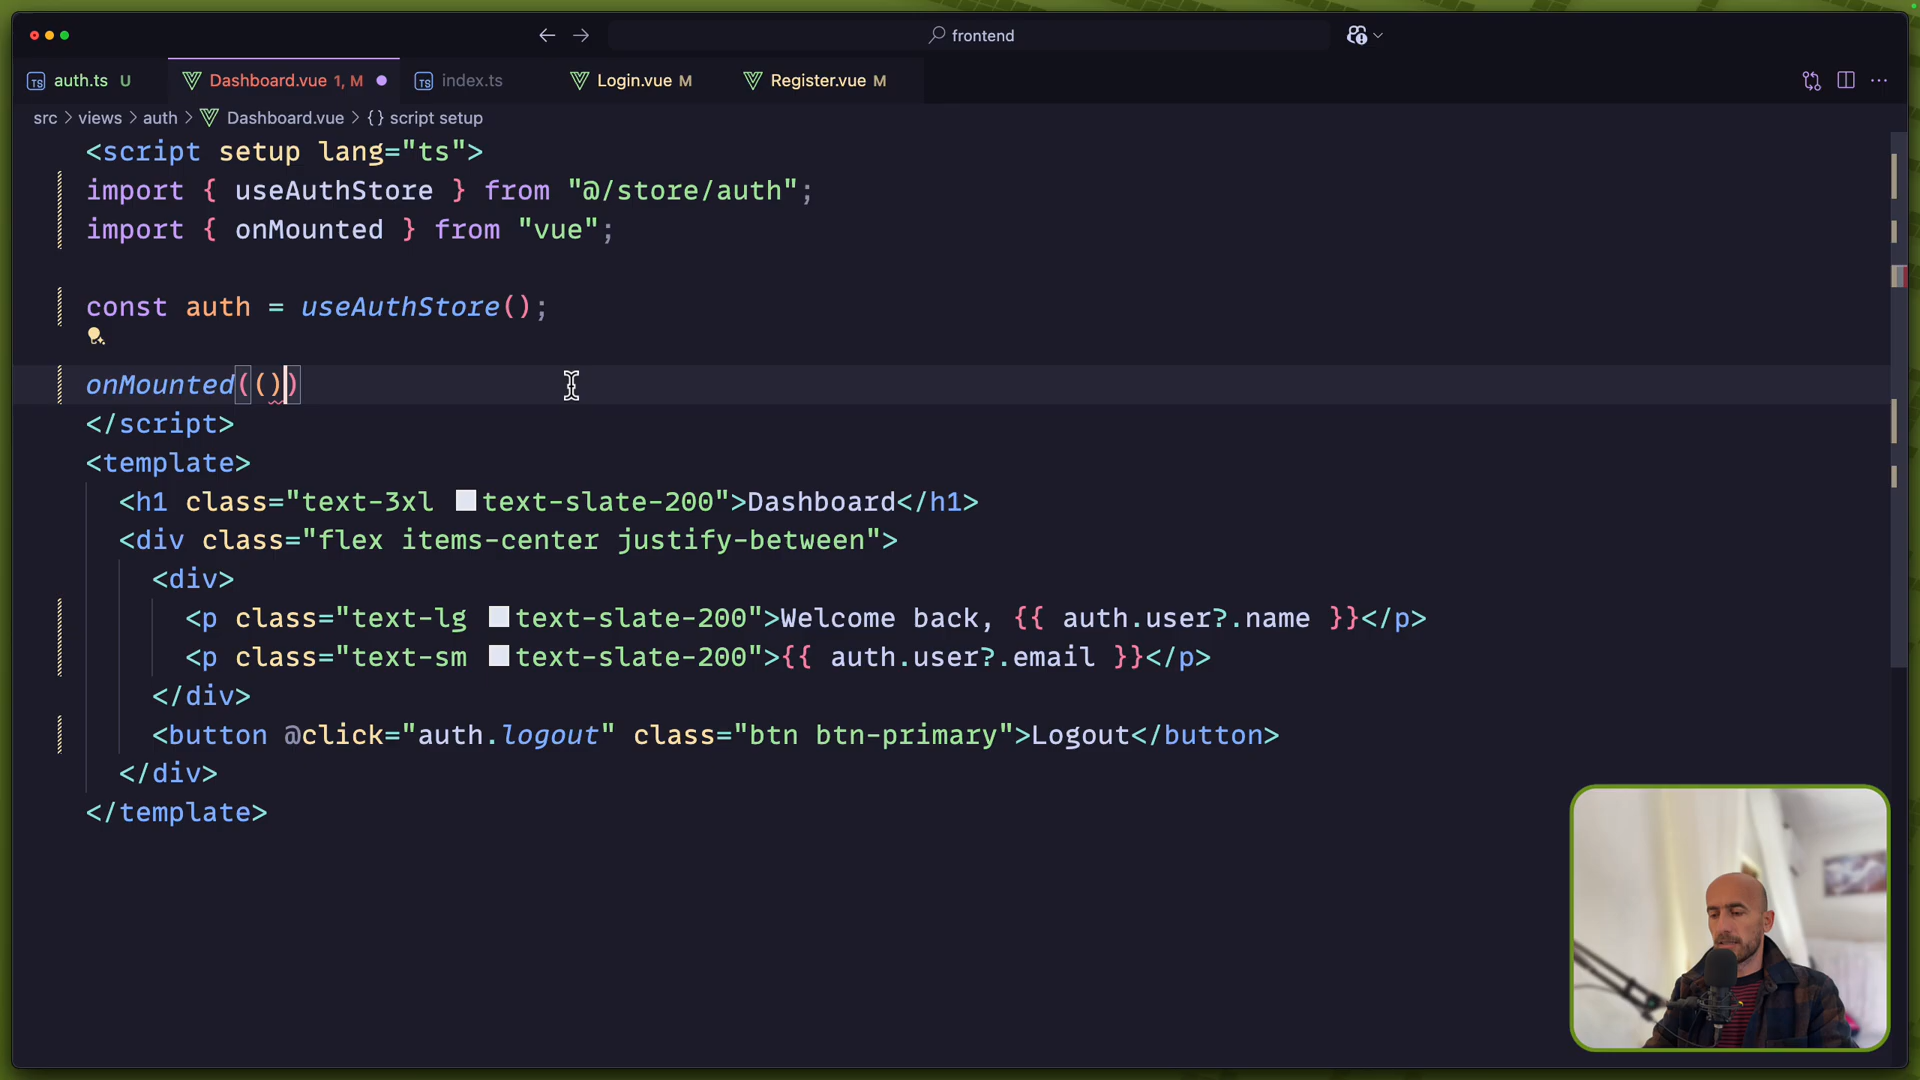 frontend
auth.ts U
Dashboard.vue 1, M
index.ts
Login.vue M
Register.vue M
src > views > auth > Dashboard.vue > {} script setup
<script setup lang="ts">
import { useAuthStore } from "@/store/auth";
import { onMounted } from "vue";
const auth = useAuthStore();
onMounted(())
</script>
<template>
<h1 class="text-3xl text-slate-200">Dashboard</h1>
<div class="flex items-center justify-between">
<div>
<p class="text-lg text-slate-200">Welcome back, {{ auth.user?.name }}</p>
<p class="text-sm text-slate-200">{{ auth.user?.email }}</p>
</div>
<button @click="auth.logout" class="btn btn-primary">Logout</button>
</div>
</template>